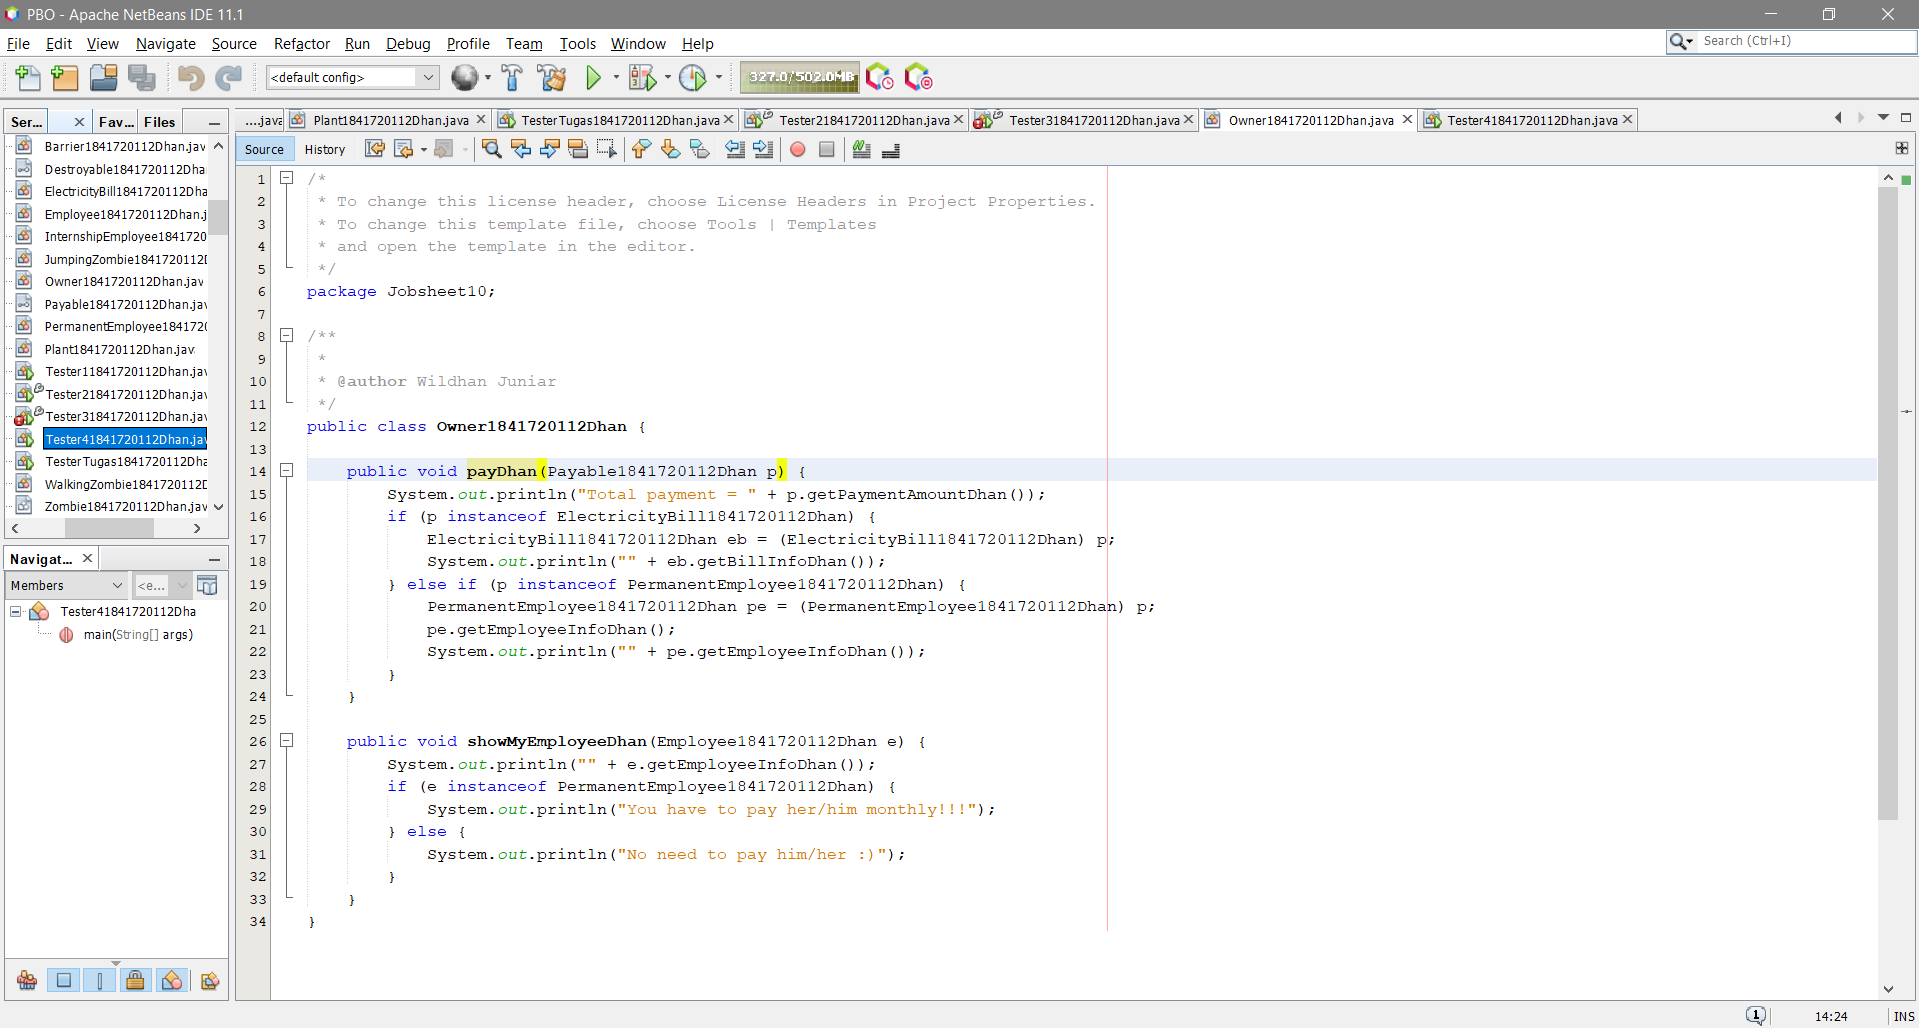 PBO - Apache NetBeans IDE 11.1
File Edit View Navigate Source Refactor Run Debug Profile Team Tools Window Help
Search (Ctrl+I)
<default config>
327.0/502.0MB
Ser... Fav... Files
...java Plant1841720112Dhan.java TesterTugas1841720112Dhan.java Tester21841720112Dhan.java Tester31841720112Dhan.java Owner1841720112Dhan.java Tester41841720112Dhan.java
Source History
Barrier1841720112Dhan.jav
Destroyable1841720112Dha
ElectricityBill1841720112Dha
Employee1841720112Dhan.j
InternshipEmployee1841720
JumpingZombie1841720112D
Owner1841720112Dhan.jav
Payable1841720112Dhan.jav
PermanentEmployee1841720
Plant1841720112Dhan.jav
Tester11841720112Dhan.jav
Tester21841720112Dhan.jav
Tester31841720112Dhan.jav
Tester41841720112Dhan.jav
TesterTugas1841720112Dha
WalkingZombie1841720112D
Zombie1841720112Dhan.jav
Navigat...
Members <e...
Tester41841720112Dha
main(String[] args)
1 /*
2 * To change this license header, choose License Headers in Project Properties.
3 * To change this template file, choose Tools | Templates
4 * and open the template in the editor.
5 */
6 package Jobsheet10;
7
8 /**
9 *
10 * @author Wildhan Juniar
11 */
12 public class Owner1841720112Dhan {
13
14 public void payDhan(Payable1841720112Dhan p) {
15 System.out.println("Total payment = " + p.getPaymentAmountDhan());
16 if (p instanceof ElectricityBill1841720112Dhan) {
17 ElectricityBill1841720112Dhan eb = (ElectricityBill1841720112Dhan) p;
18 System.out.println("" + eb.getBillInfoDhan());
19 } else if (p instanceof PermanentEmployee1841720112Dhan) {
20 PermanentEmployee1841720112Dhan pe = (PermanentEmployee1841720112Dhan) p;
21 pe.getEmployeeInfoDhan();
22 System.out.println("" + pe.getEmployeeInfoDhan());
23 }
24 }
25
26 public void showMyEmployeeDhan(Employee1841720112Dhan e) {
27 System.out.println("" + e.getEmployeeInfoDhan());
28 if (e instanceof PermanentEmployee1841720112Dhan) {
29 System.out.println("You have to pay her/him monthly!!!");
30 } else {
31 System.out.println("No need to pay him/her :)");
32 }
33 }
34 }
1 14:24 INS